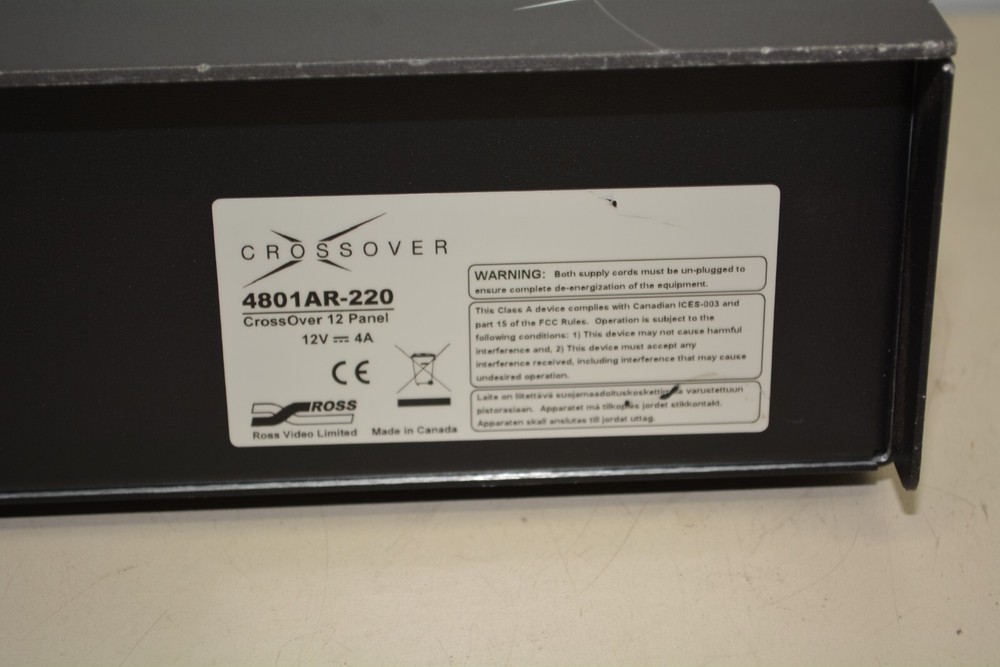 CROSSOVER
4801AR-220
CrossOver 12 Panel
12V ⎓ 4A
CE
ROSS
Ross Video Limited
Made in Canada
WARNING: Both supply cords must be un-plugged to
ensure complete de-energization of the equipment.
This Class A device complies with Canadian ICES-003 and
part 15 of the FCC Rules. Operation is subject to the
following conditions: 1) This device may not cause harmful
interference and, 2) This device must accept any
interference received, including interference that may cause
undesired operation.
Laite on liitettävä varustettuun
pistorasiaan. Apparatet må tilkoples jordet stikkontakt.
Apparaten skall anslutas till jordat uttag.